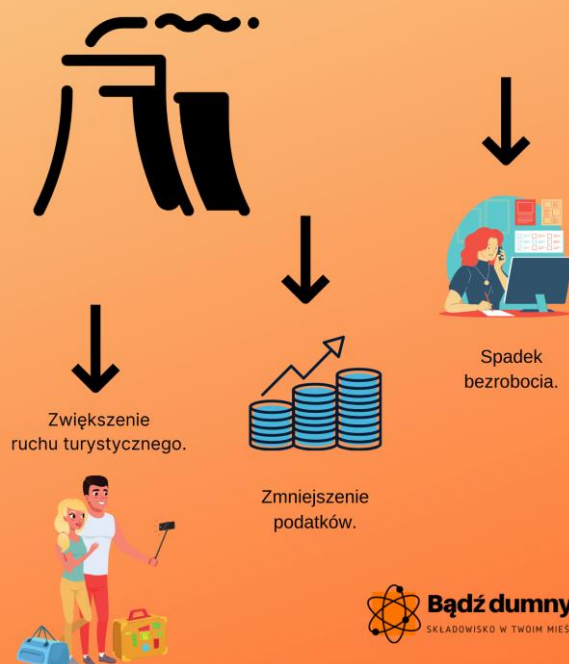 Spadek
bezrobocia.
Zwiększenie
ruchu turystycznego.
Zmniejszenie
podatków.
Bądź dumny
SKŁADOWISKO W TWOIM